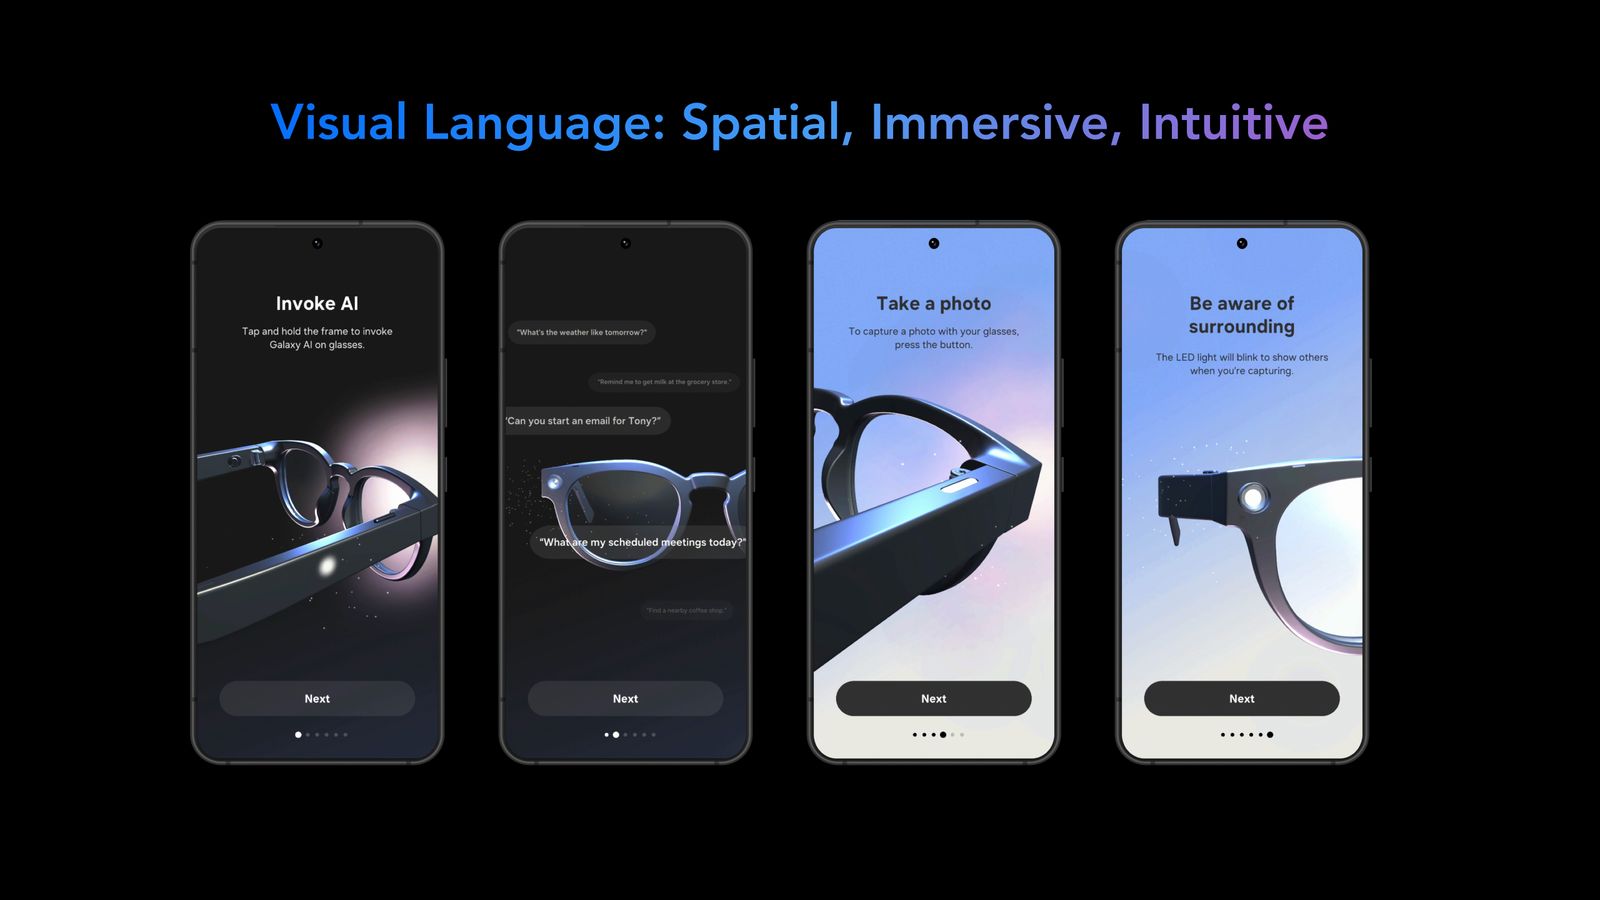 Visual Language: Spatial, Immersive, Intuitive
Invoke AI
Tap and hold the frame to invoke
Galaxy AI on glasses.
Next
"What's the weather like tomorrow?"
"Remind me to get milk at the grocery store."
"Can you start an email for Tony?"
"What are my scheduled meetings today?"
"Find a nearby coffee shop."
Next
Take a photo
To capture a photo with your glasses,
press the button.
Next
Be aware of
surrounding
The LED light will blink to show others
when you're capturing.
Next